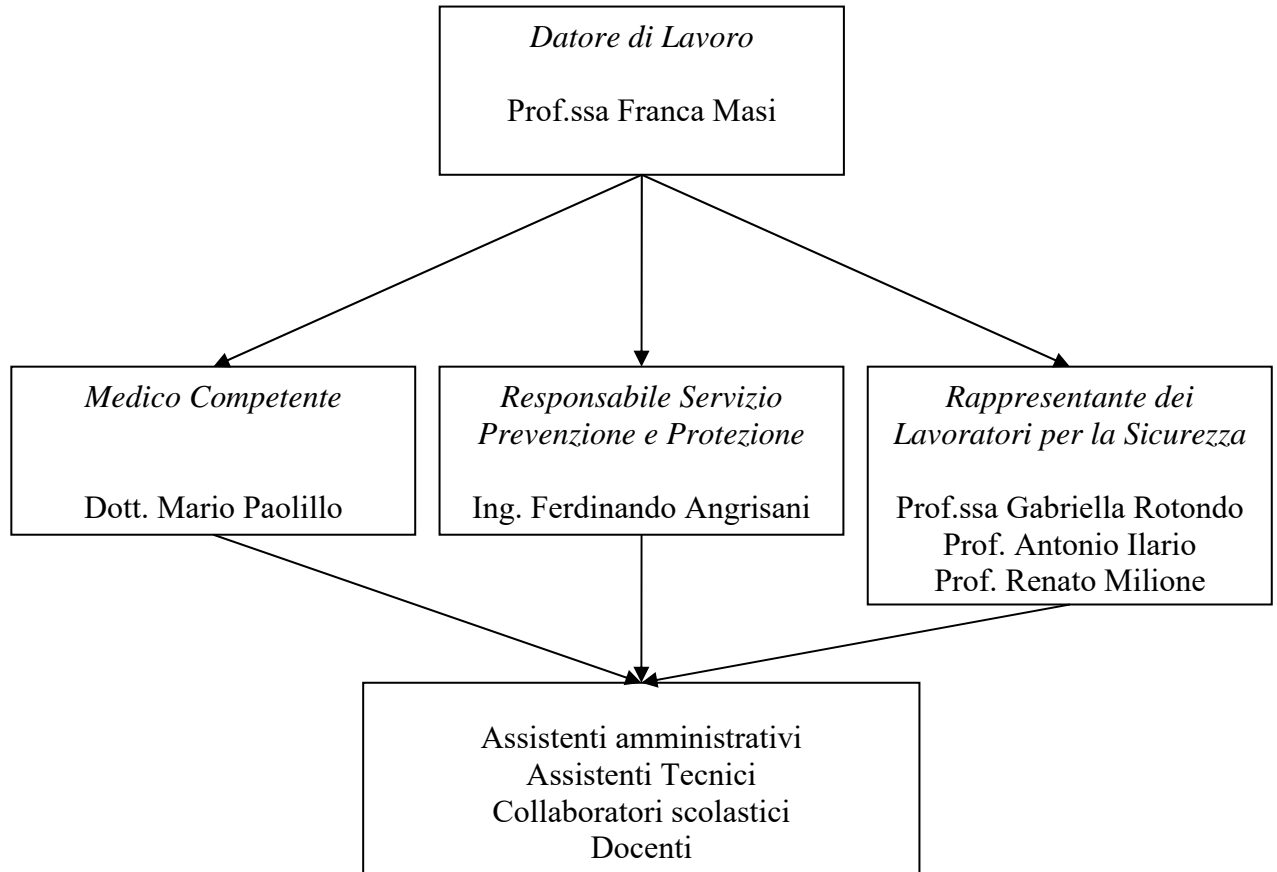 Datore di Lavoro
Prof.ssa Franca Masi
Medico Competente
Dott. Mario Paolillo
Responsabile Servizio
Prevenzione e Protezione
Ing. Ferdinando Angrisani
Rappresentante dei
Lavoratori per la Sicurezza
Prof.ssa Gabriella Rotondo
Prof. Antonio Ilario
Prof. Renato Milione
Assistenti amministrativi
Assistenti Tecnici
Collaboratori scolastici
Docenti